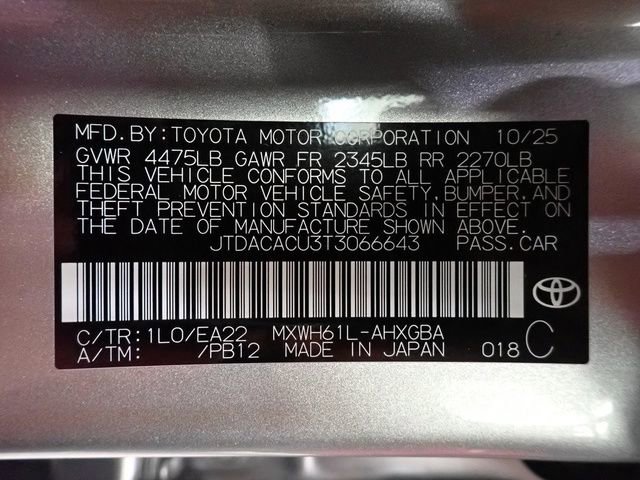 MFD. BY: TOYOTA MOTOR CORPORATION 10/25
GVWR 4475LB GAWR FR 2345LB RR 2270LB
THIS VEHICLE CONFORMS TO ALL APPLICABLE
FEDERAL MOTOR VEHICLE SAFETY, BUMPER, AND
THEFT PREVENTION STANDARDS IN EFFECT ON
THE DATE OF MANUFACTURE SHOWN ABOVE.
JTDACACU3T3066643 PASS. CAR
C/TR: 1L0/EA22 MXWH61L-AHXGBA
A/TM: /PB12 MADE IN JAPAN 018 C